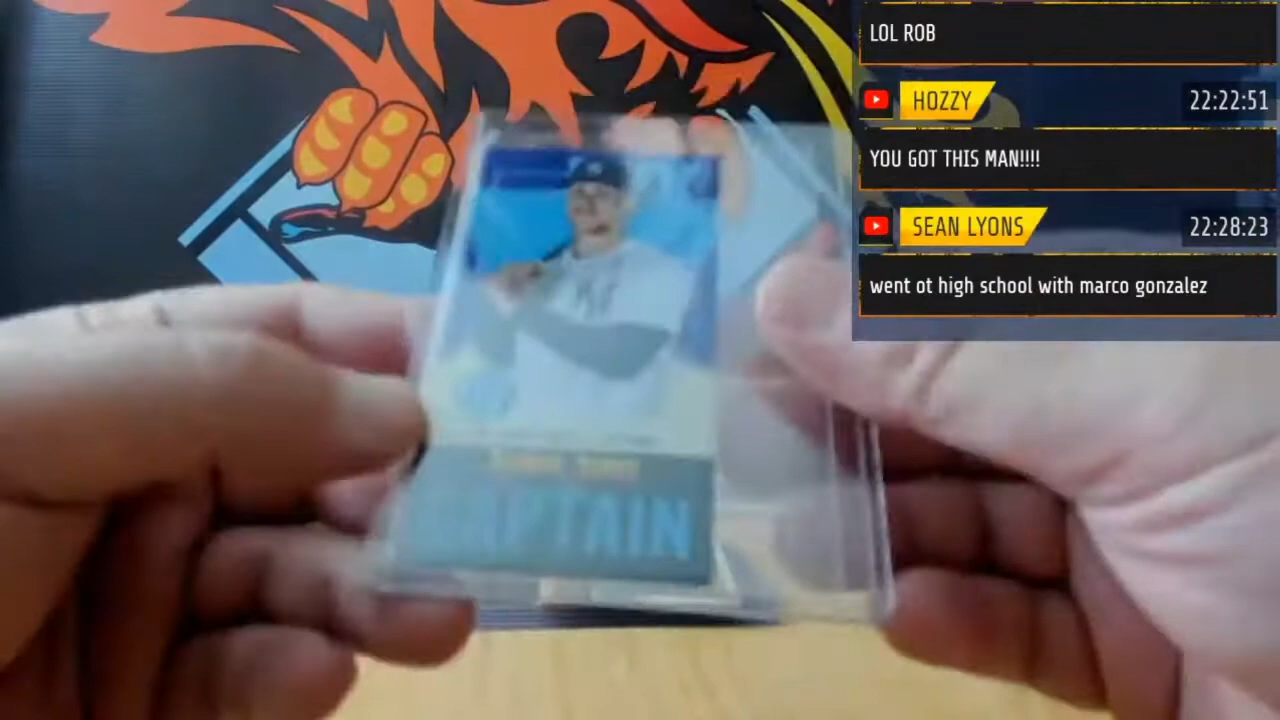 LOL ROB
HOZZY
22:22:51
YOU GOT THIS MAN!!!!
SEAN LYONS
22:28:23
went ot high school with marco gonzalez
CAPTAIN